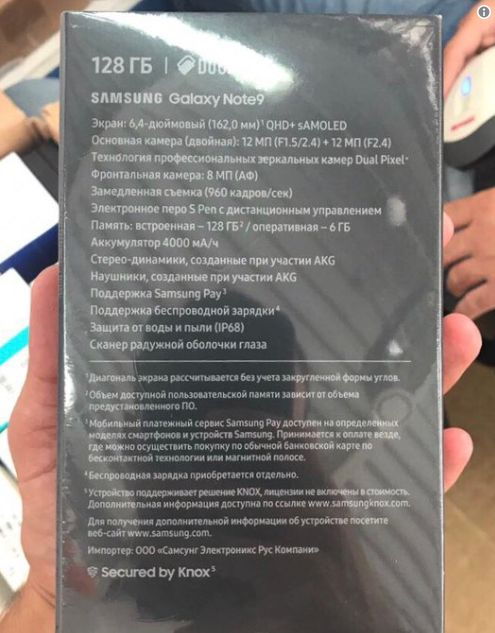 128 ГБ | DUOS
SAMSUNG Galaxy Note9
Экран: 6,4-дюймовый (162,0 мм)¹ QHD+ sAMOLED
Основная камера (двойная): 12 МП (F1.5/2.4) + 12 МП (F2.4)
Технология профессиональных зеркальных камер Dual Pixel
Фронтальная камера: 8 МП (АФ)
Замедленная съемка (960 кадров/сек)
Электронное перо S Pen с дистанционным управлением
Память: встроенная – 128 ГБ² / оперативная – 6 ГБ
Аккумулятор 4000 мА/ч
Стерео-динамики, созданные при участии AKG
Наушники, созданные при участии AKG
Поддержка Samsung Pay³
Поддержка беспроводной зарядки⁴
Защита от воды и пыли (IP68)
Сканер радужной оболочки глаза
¹ Диагональ экрана рассчитывается без учета закругленной формы углов.
² Объем доступной пользовательской памяти зависит от объема
предустановленного ПО.
³ Мобильный платежный сервис Samsung Pay доступен на определенных
моделях смартфонов и устройств Samsung. Принимается к оплате везде,
где можно осуществить покупку по обычной банковской карте по
бесконтактной технологии или магнитной полосе.
⁴ Беспроводная зарядка приобретается отдельно.
⁵ Устройство поддерживает решение KNOX, лицензии не включены в стоимость.
Дополнительная информация доступна по ссылке www.samsungknox.com.
Для получения дополнительной информации об устройстве посетите
веб-сайт www.samsung.com.
Импортер: ООО «Самсунг Электроникс Рус Компани»
Secured by Knox⁵